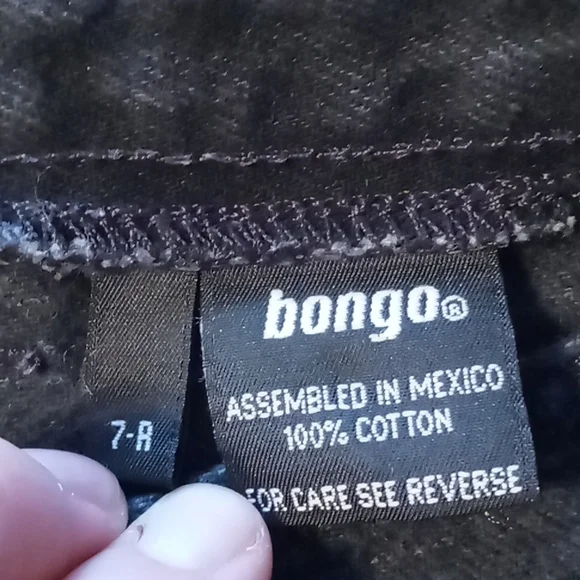 bongo®
ASSEMBLED IN MEXICO
100% COTTON
7-R
FOR CARE SEE REVERSE